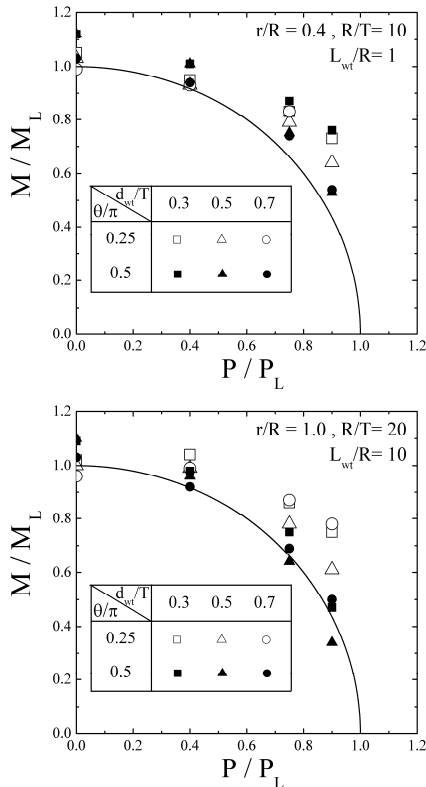 r/R = 0.4 , R/T= 10
L_wt/R= 1
M / M_L
1.2
1.0
0.8
0.6
0.4
0.2
0.0
θ/π d_wt/T 0.3 0.5 0.7
0.25
0.5
0.0 0.2 0.4 0.6 0.8 1.0 1.2
P / P_L
r/R = 1.0 , R/T= 20
L_wt/R= 10
M / M_L
1.2
1.0
0.8
0.6
0.4
0.2
0.0
θ/π d_wt/T 0.3 0.5 0.7
0.25
0.5
0.0 0.2 0.4 0.6 0.8 1.0 1.2
P / P_L